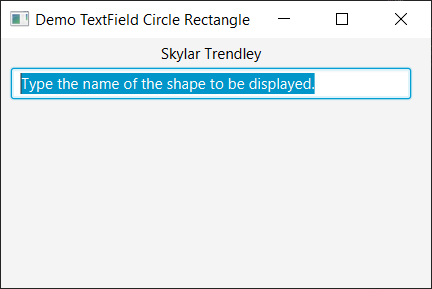 Demo TextField Circle Rectangle
Skylar Trendley
Type the name of the shape to be displayed.